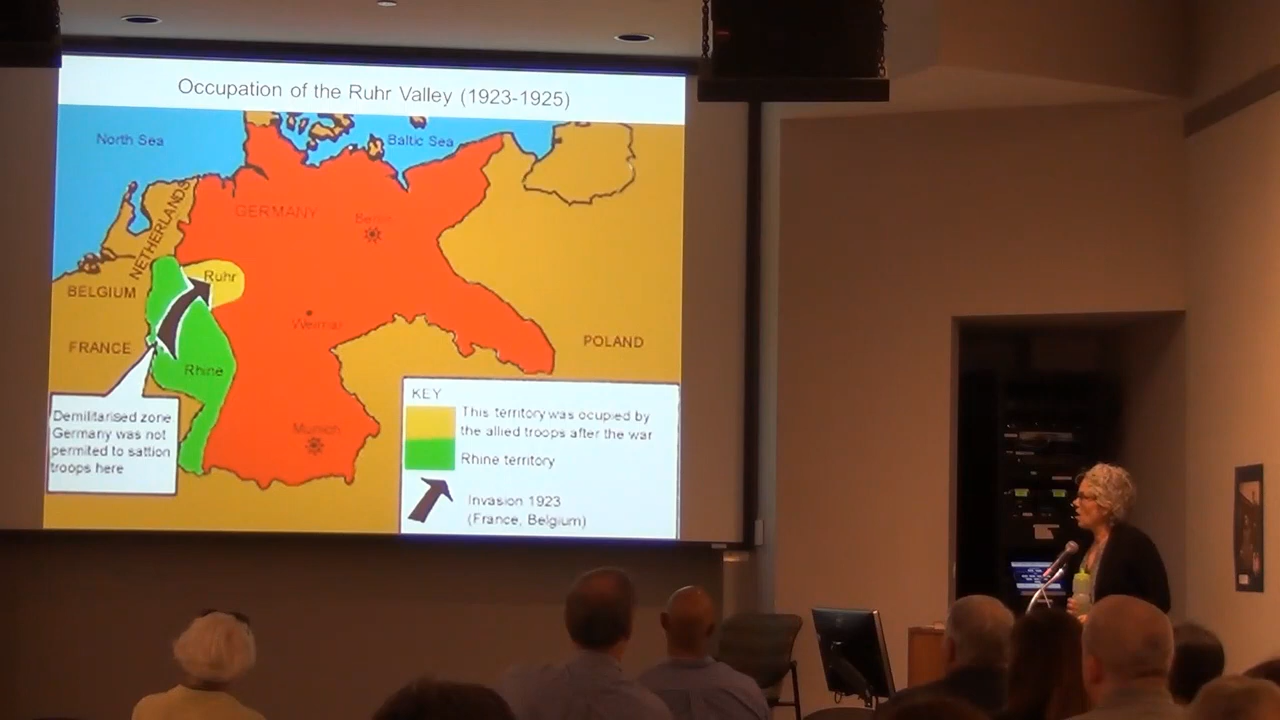 Occupation of the Ruhr Valley (1923-1925)
North Sea
Baltic Sea
NETHERLANDS
GERMANY
Berlin
Ruhr
BELGIUM
Weimar
FRANCE
POLAND
Rhine
Munich
Demilitarised zone
Germany was not
permited to sattion
troops here
KEY
This territory was ocupied by
the allied troops after the war
Rhine territory
Invasion 1923
(France, Belgium)